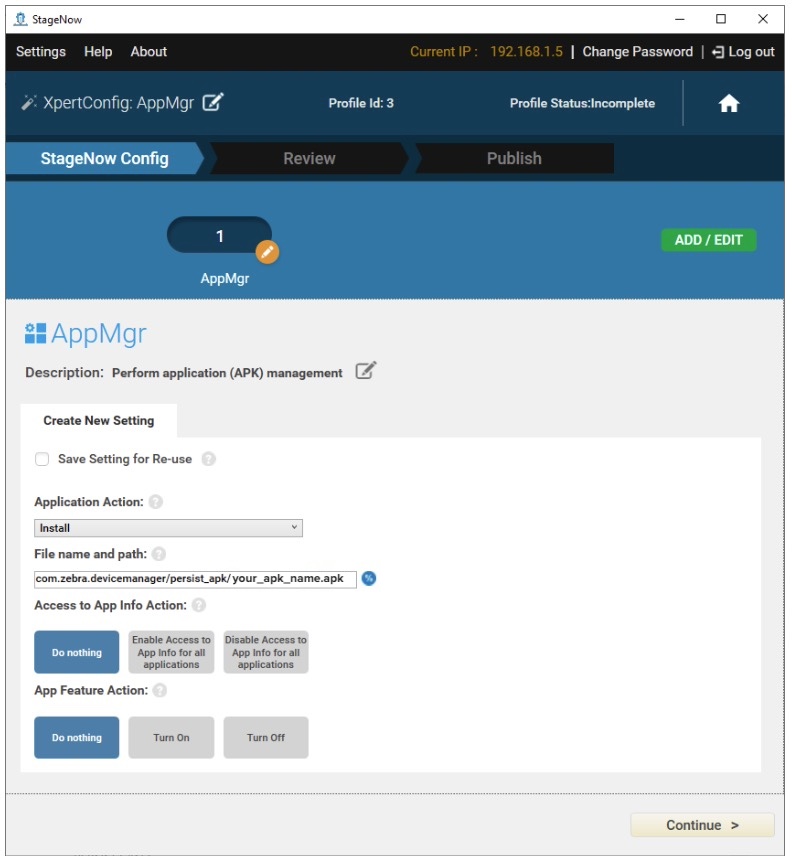 StageNow
Settings Help About Current IP : 192.168.1.5 | Change Password | Log out
XpertConfig: AppMgr Profile Id: 3 Profile Status:Incomplete
StageNow Config Review Publish
1
ADD / EDIT
AppMgr
AppMgr
Description: Perform application (APK) management
Create New Setting
Save Setting for Re-use ?
Application Action: ?
Install
File name and path: ?
com.zebra.devicemanager/persist_apk/your_apk_name.apk %
Access to App Info Action: ?
Do nothing
Enable Access to
App Info for all
applications
Disable Access to
App Info for all
applications
App Feature Action: ?
Do nothing Turn On Turn Off
Continue >